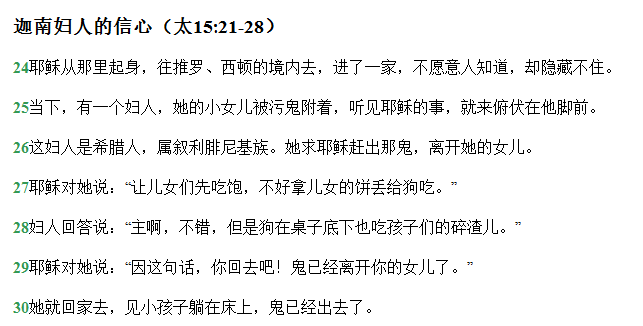 迦南妇人的信心（太15:21-28）
24耶稣从那里起身，往推罗、西顿的境内去，进了一家，不愿意人知道，却隐藏不住。
25当下，有一个妇人，她的小女儿被污鬼附着，听见耶稣的事，就来俯伏在他脚前。
26这妇人是希腊人，属叙利腓尼基族。她求耶稣赶出那鬼，离开她的女儿。
27耶稣对她说：“让儿女们先吃饱，不好拿儿女的饼丢给狗吃。”
28妇人回答说：“主啊，不错，但是狗在桌子底下也吃孩子们的碎渣儿。”
29耶稣对她说：“因这句话，你回去吧！鬼已经离开你的女儿了。”
30她就回家去，见小孩子躺在床上，鬼已经出去了。